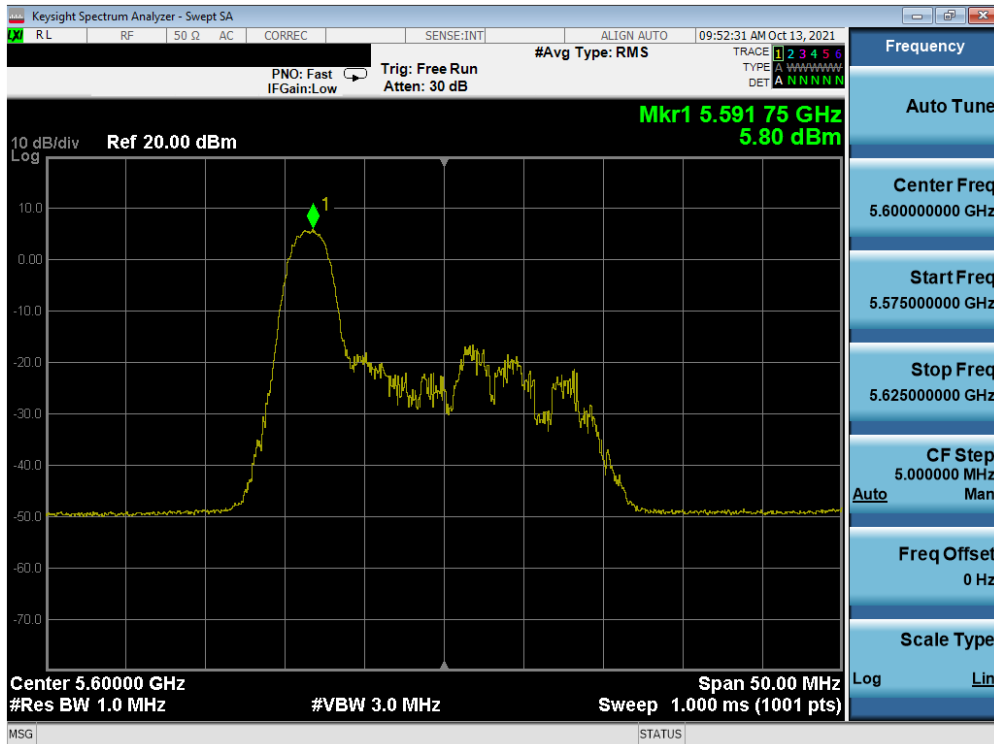 Keysight Spectrum Analyzer - Swept SA
LXI RL RF 50 Ω AC CORREC SENSE:INT ALIGN AUTO 09:52:31 AM Oct 13, 2021
#Avg Type: RMS
TRACE 1 2 3 4 5 6
TYPE A WWWWW
DET A N N N N N
PNO: Fast Trig: Free Run
IFGain:Low Atten: 30 dB
Mkr1 5.591 75 GHz
5.80 dBm
10 dB/div Ref 20.00 dBm
Log
1
10.0
0.00
-10.0
-20.0
-30.0
-40.0
-50.0
-60.0
-70.0
Center 5.60000 GHz Span 50.00 MHz
#Res BW 1.0 MHz #VBW 3.0 MHz Sweep 1.000 ms (1001 pts)
MSG STATUS
Frequency
Auto Tune
Center Freq
5.600000000 GHz
Start Freq
5.575000000 GHz
Stop Freq
5.625000000 GHz
CF Step
5.000000 MHz
Auto Man
Freq Offset
0 Hz
Scale Type
Log Lin